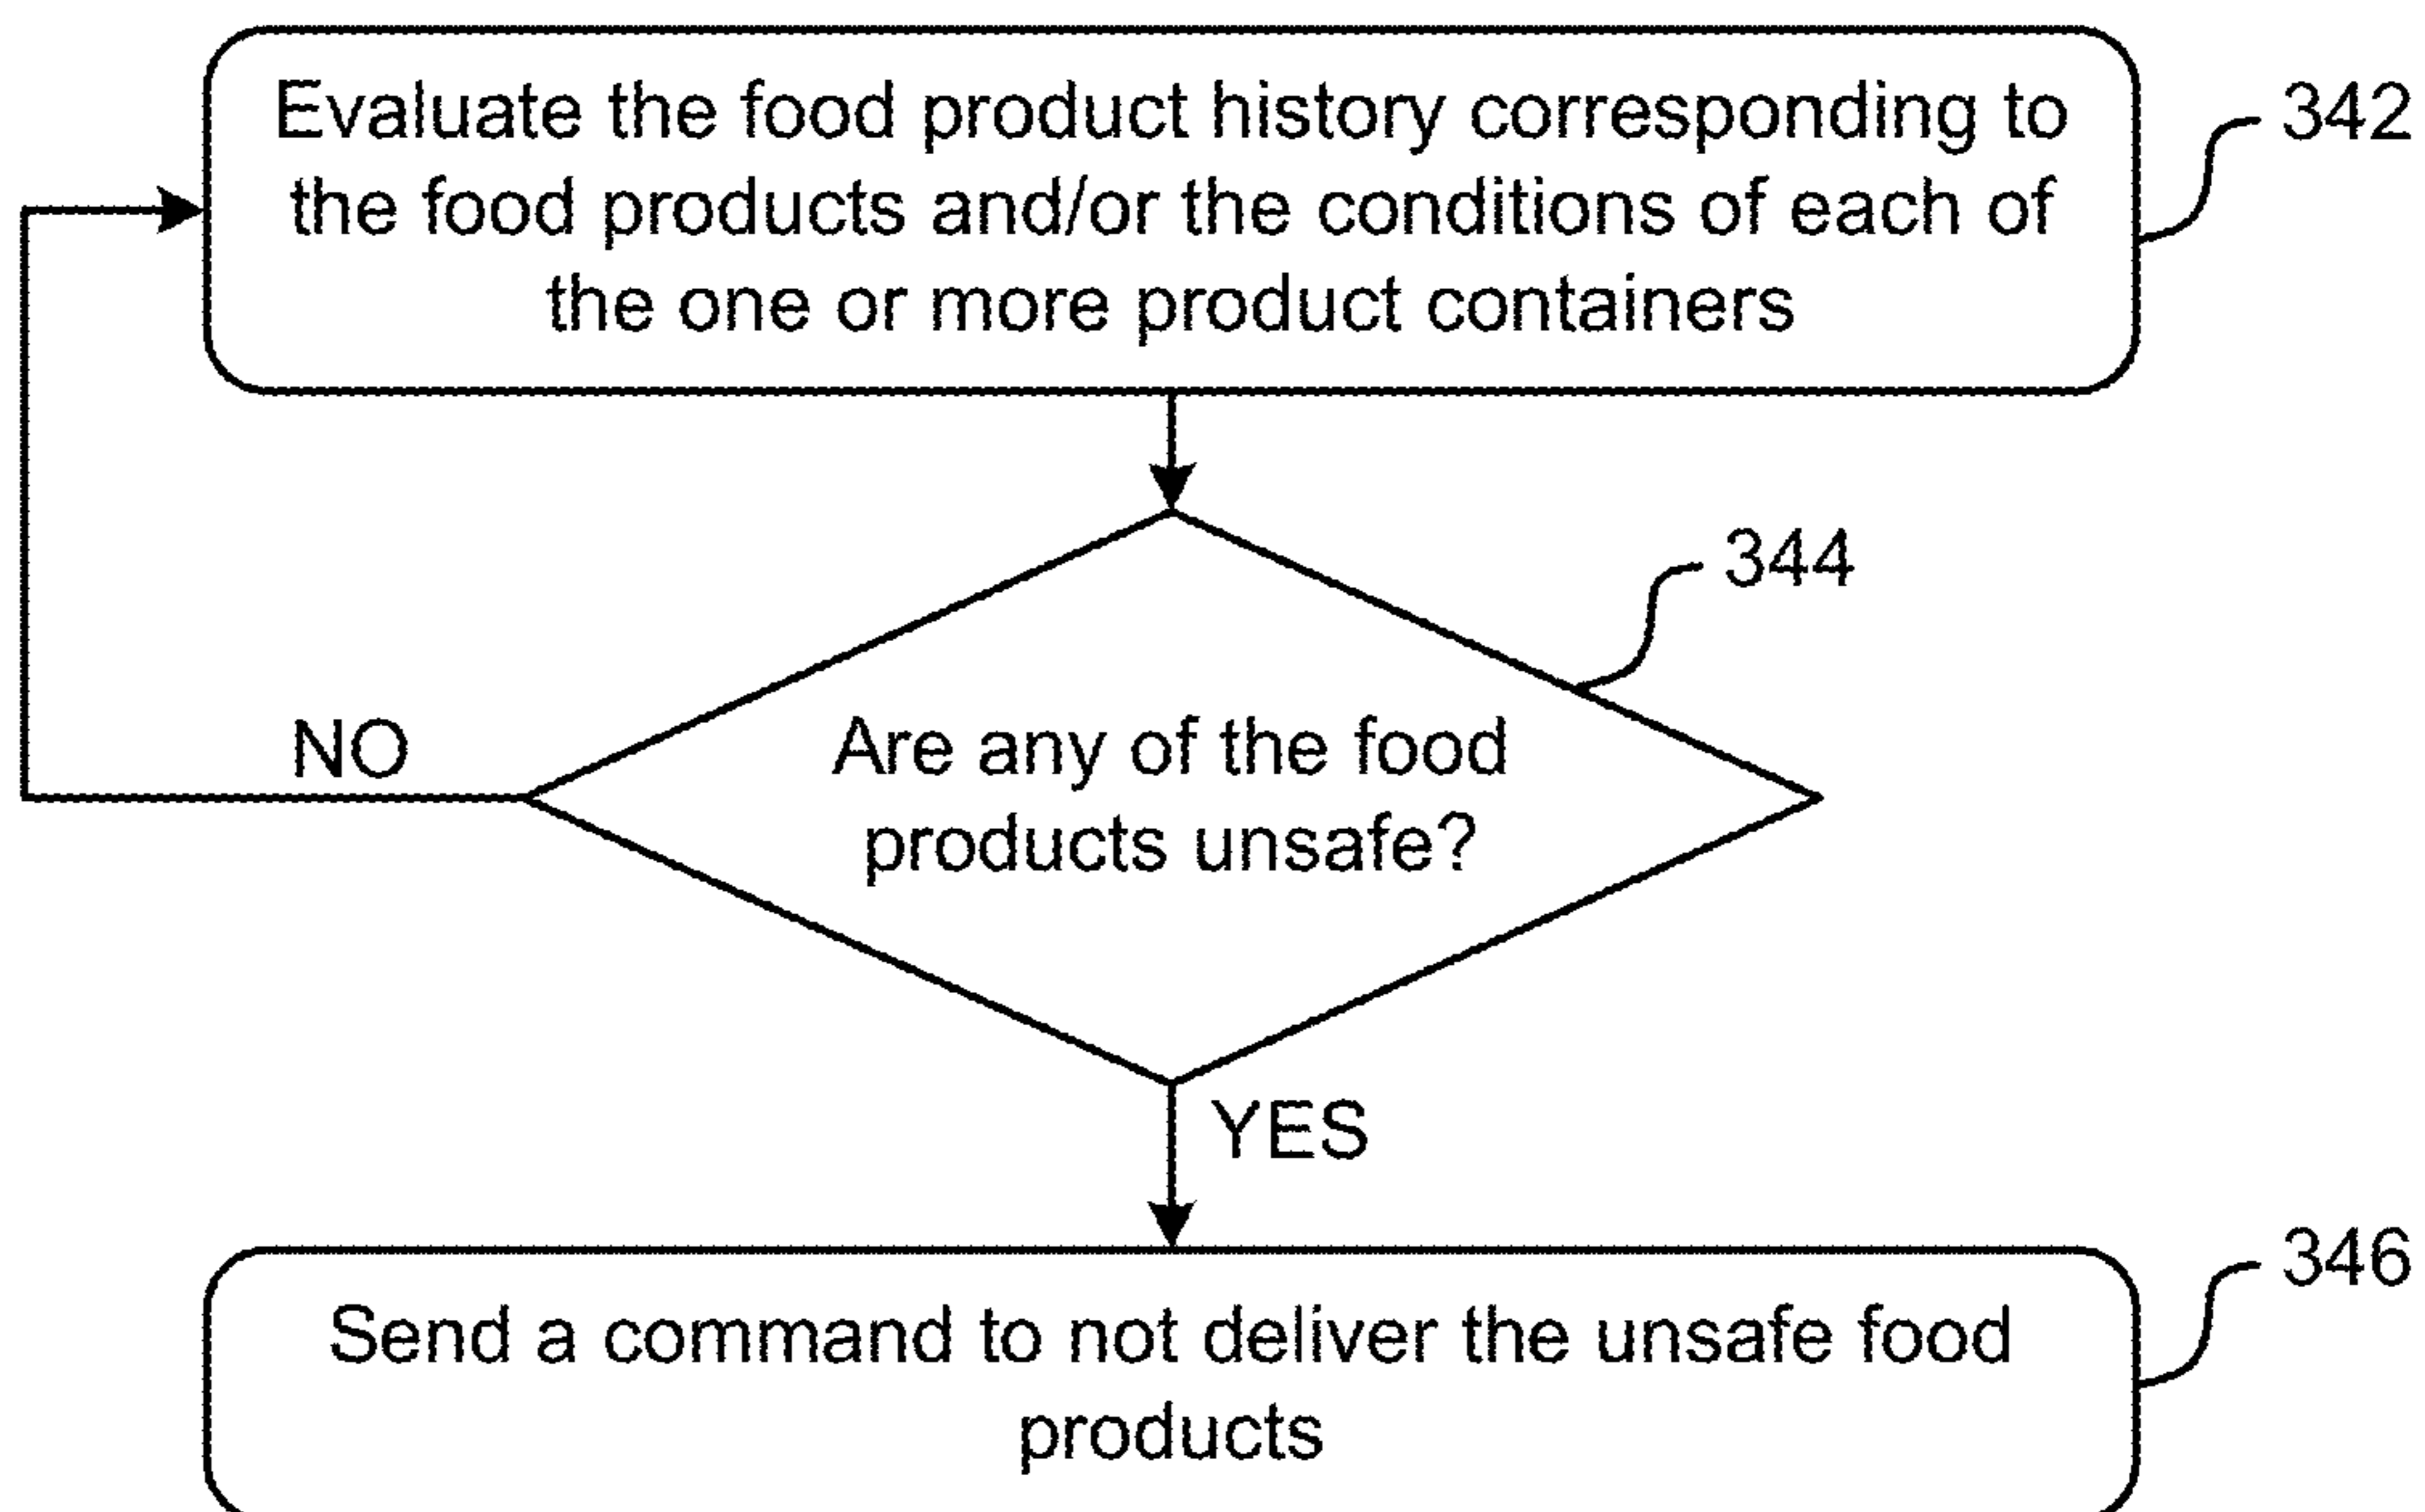 Evaluate the food product history corresponding to
the food products and/or the conditions of each of
the one or more product containers
342
344
NO
Are any of the food
products unsafe?
YES
346
Send a command to not deliver the unsafe food
products